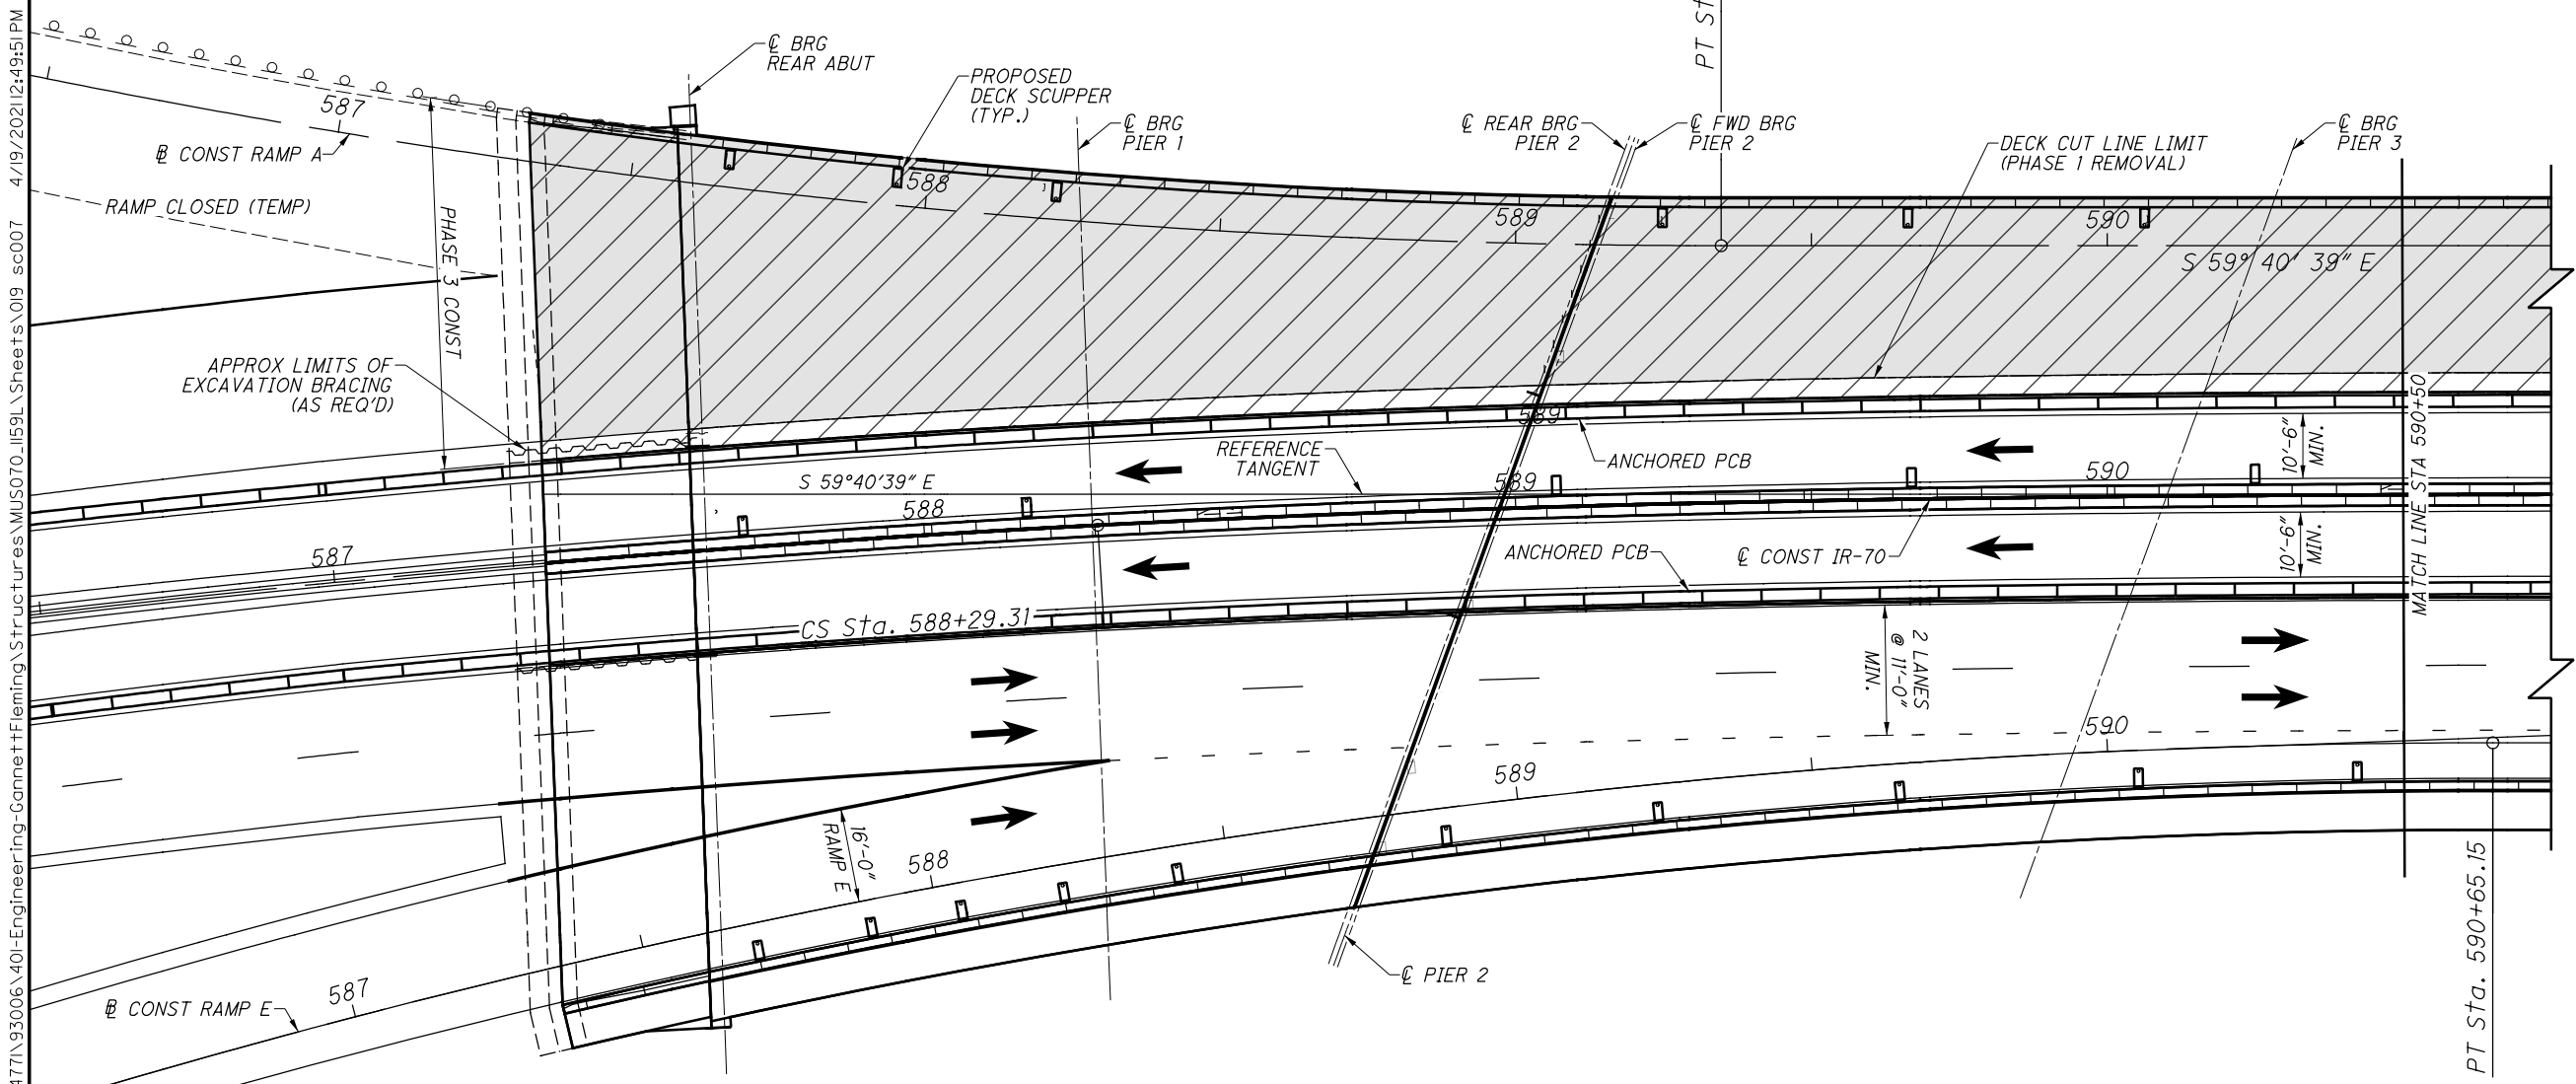 4771\93006\401-Engineering-GannettFleming\Structures\MUS070_1159L\Sheets\019 sc007 4/19/2021 12:49:51 PM
587
℄ BRG
REAR ABUT
PROPOSED
DECK SCUPPER
(TYP.)
℄ BRG
PIER 1
℄ REAR BRG
PIER 2
PT St
℄ FWD BRG
PIER 2
DECK CUT LINE LIMIT
(PHASE 1 REMOVAL)
℄ BRG
PIER 3
CONST RAMP A
RAMP CLOSED (TEMP)
588
589
590
S 59° 40' 39" E
PHASE 3 CONST
APPROX LIMITS OF
EXCAVATION BRACING
(AS REQ'D)
589
ANCHORED PCB
REFERENCE
TANGENT
S 59°40'39" E
10'-6"
MIN.
MATCH LINE STA 590+50
587
588
589
590
ANCHORED PCB
℄ CONST IR-70
10'-6"
MIN.
CS Sta. 588+29.31
2 LANES
@ 11'-0"
MIN.
590
589
588
16'-0"
RAMP E
587
CONST RAMP E
℄ PIER 2
PT Sta. 590+65.15